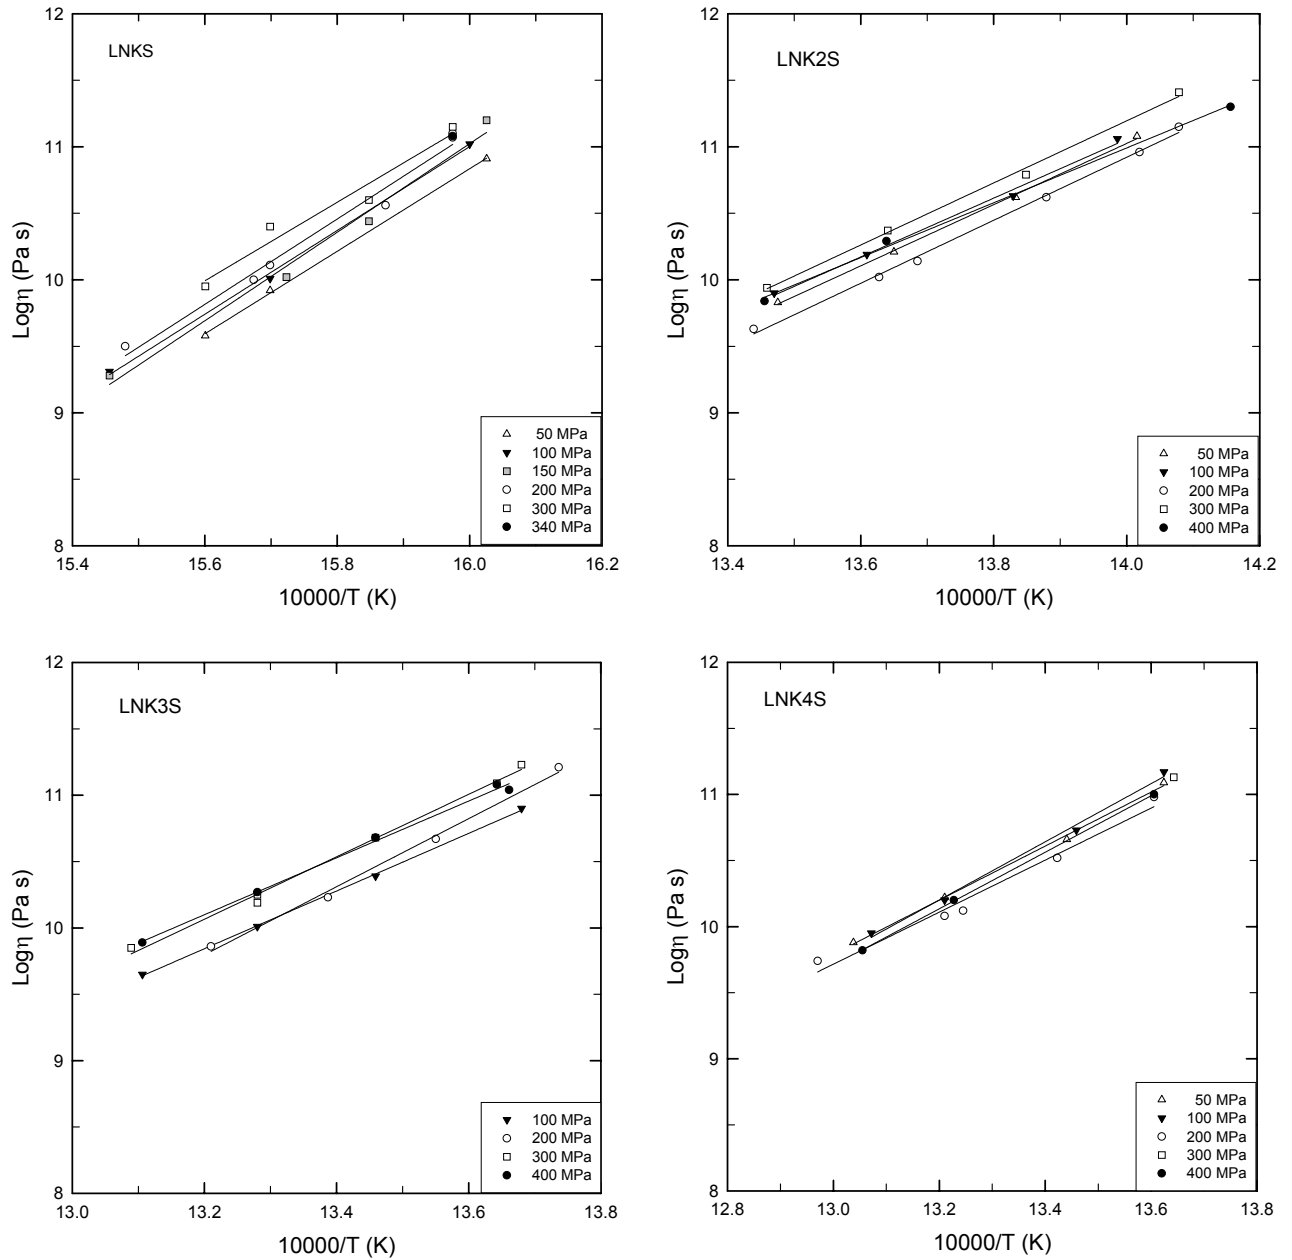 LNKS
12
11
10
9
8
Logη (Pa s)
15.4
15.6
15.8
16.0
16.2
10000/T (K)
50 MPa
100 MPa
150 MPa
200 MPa
300 MPa
340 MPa
LNK2S
12
11
10
9
8
Logη (Pa s)
13.4
13.6
13.8
14.0
14.2
10000/T (K)
50 MPa
100 MPa
200 MPa
300 MPa
400 MPa
LNK3S
12
11
10
9
8
Logη (Pa s)
13.0
13.2
13.4
13.6
13.8
10000/T (K)
100 MPa
200 MPa
300 MPa
400 MPa
LNK4S
12
11
10
9
8
Logη (Pa s)
12.8
13.0
13.2
13.4
13.6
13.8
10000/T (K)
50 MPa
100 MPa
200 MPa
300 MPa
400 MPa